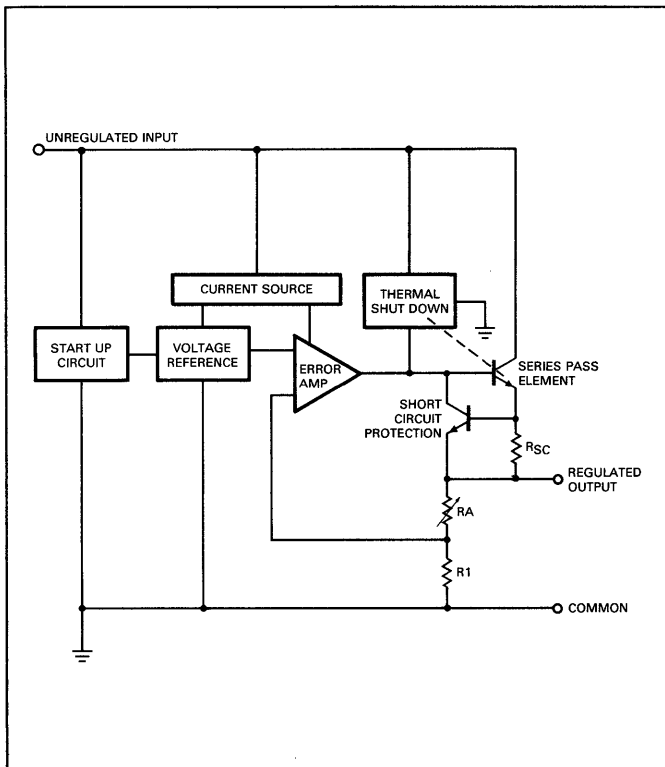 UNREGULATED INPUT
CURRENT SOURCE
THERMAL
SHUT DOWN
START UP
CIRCUIT
VOLTAGE
REFERENCE
ERROR
AMP
SERIES PASS
ELEMENT
SHORT
CIRCUIT
PROTECTION
RSC
REGULATED
OUTPUT
RA
R1
COMMON